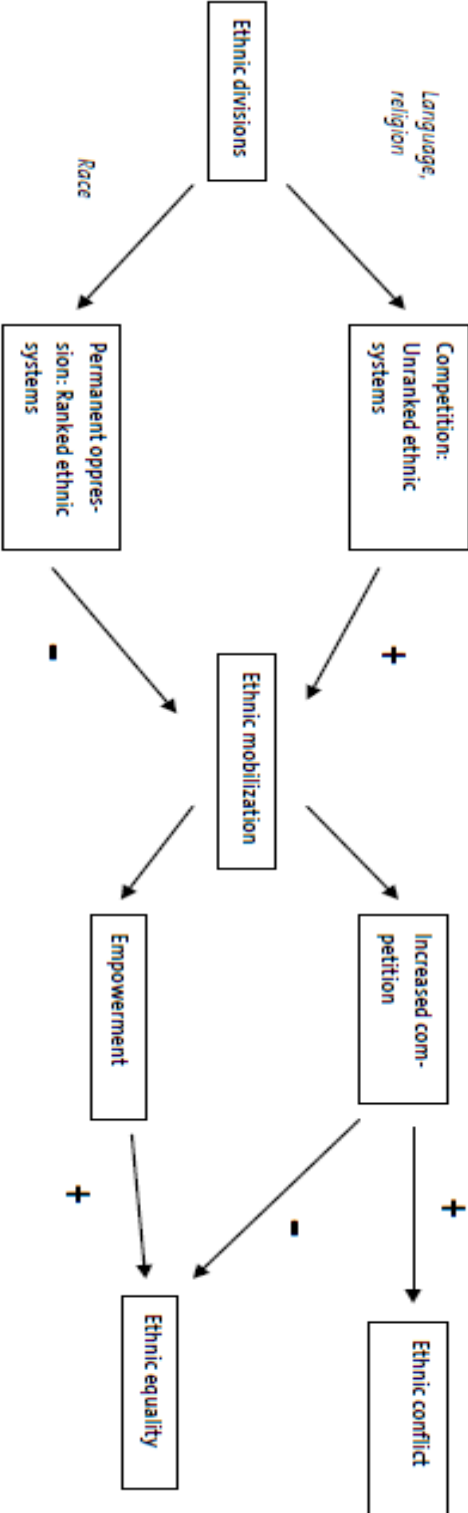 Language,
religion
Ethnic divisions
Race
Competition:
Unranked ethnic
systems
Permanent oppres-
sion: Ranked ethnic
systems
+
-
Ethnic mobilization
Increased com-
petition
Empowerment
+
-
+
Ethnic conflict
Ethnic equality